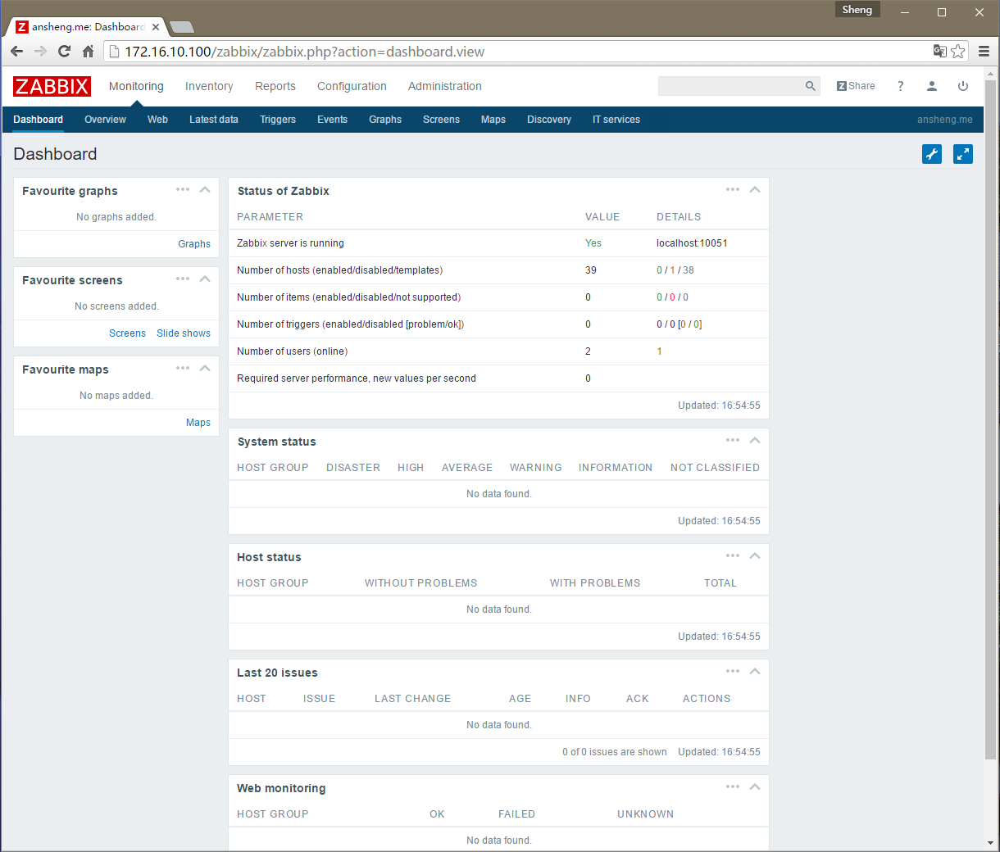 Sheng
Z ansheng.me: Dashboard
172.16.10.100/zabbix/zabbix.php?action=dashboard.view
ZABBIX Monitoring Inventory Reports Configuration Administration Z Share ?
Dashboard Overview Web Latest data Triggers Events Graphs Screens Maps Discovery IT services ansheng.me
Dashboard
Favourite graphs
No graphs added.
Graphs
Favourite screens
No screens added.
Screens Slide shows
Favourite maps
No maps added.
Maps
Status of Zabbix
PARAMETER VALUE DETAILS
Zabbix server is running Yes localhost:10051
Number of hosts (enabled/disabled/templates) 39 0 / 1 / 38
Number of items (enabled/disabled/not supported) 0 0 / 0 / 0
Number of triggers (enabled/disabled [problem/ok]) 0 0 / 0 [0 / 0]
Number of users (online) 2 1
Required server performance, new values per second 0
Updated: 16:54:55
System status
HOST GROUP DISASTER HIGH AVERAGE WARNING INFORMATION NOT CLASSIFIED
No data found.
Updated: 16:54:55
Host status
HOST GROUP WITHOUT PROBLEMS WITH PROBLEMS TOTAL
No data found.
Updated: 16:54:55
Last 20 issues
HOST ISSUE LAST CHANGE AGE INFO ACK ACTIONS
No data found.
0 of 0 issues are shown Updated: 16:54:55
Web monitoring
HOST GROUP OK FAILED UNKNOWN
No data found.